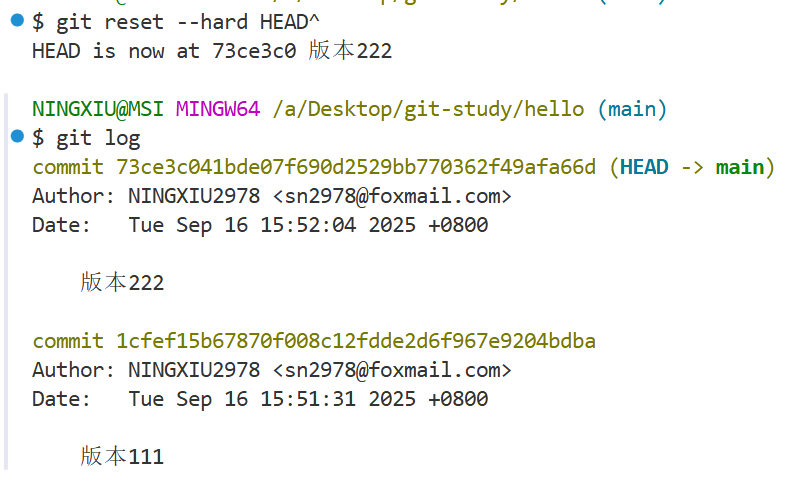 $ git reset --hard HEAD^
HEAD is now at 73ce3c0 版本222
NINGXIU@MSI MINGW64 /a/Desktop/git-study/hello (main)
$ git log
commit 73ce3c041bde07f690d2529bb770362f49afa66d (HEAD -> main)
Author: NINGXIU2978 <sn2978@foxmail.com>
Date:   Tue Sep 16 15:52:04 2025 +0800
版本222
commit 1cfef15b67870f008c12fdde2d6f967e9204bdba
Author: NINGXIU2978 <sn2978@foxmail.com>
Date:   Tue Sep 16 15:51:31 2025 +0800
版本111